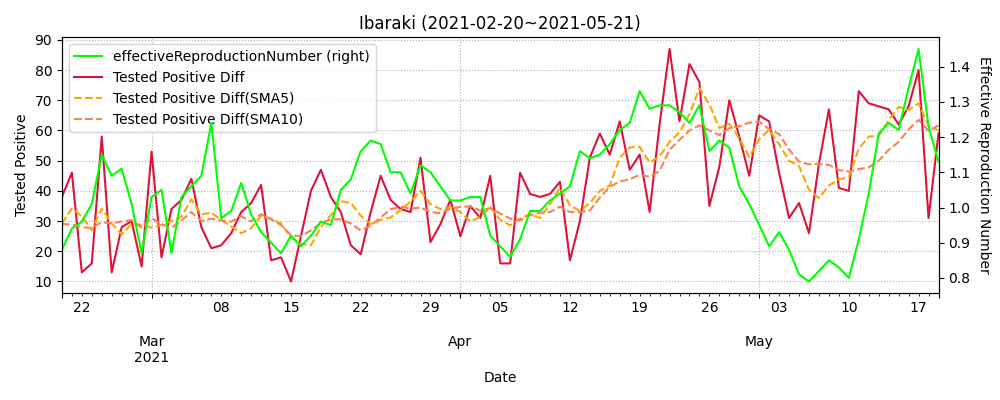 Ibaraki (2021-02-20~2021-05-21)
effectiveReproductionNumber (right)
Tested Positive Diff
Tested Positive Diff(SMA5)
Tested Positive Diff(SMA10)
Tested Positive
90
80
70
60
50
40
30
20
10
Effective Reproduction Number
1.4
1.3
1.2
1.1
1.0
0.9
0.8
22 08 15 22 29 05 12 19 26 03 10 17
Mar Apr May
2021
Date